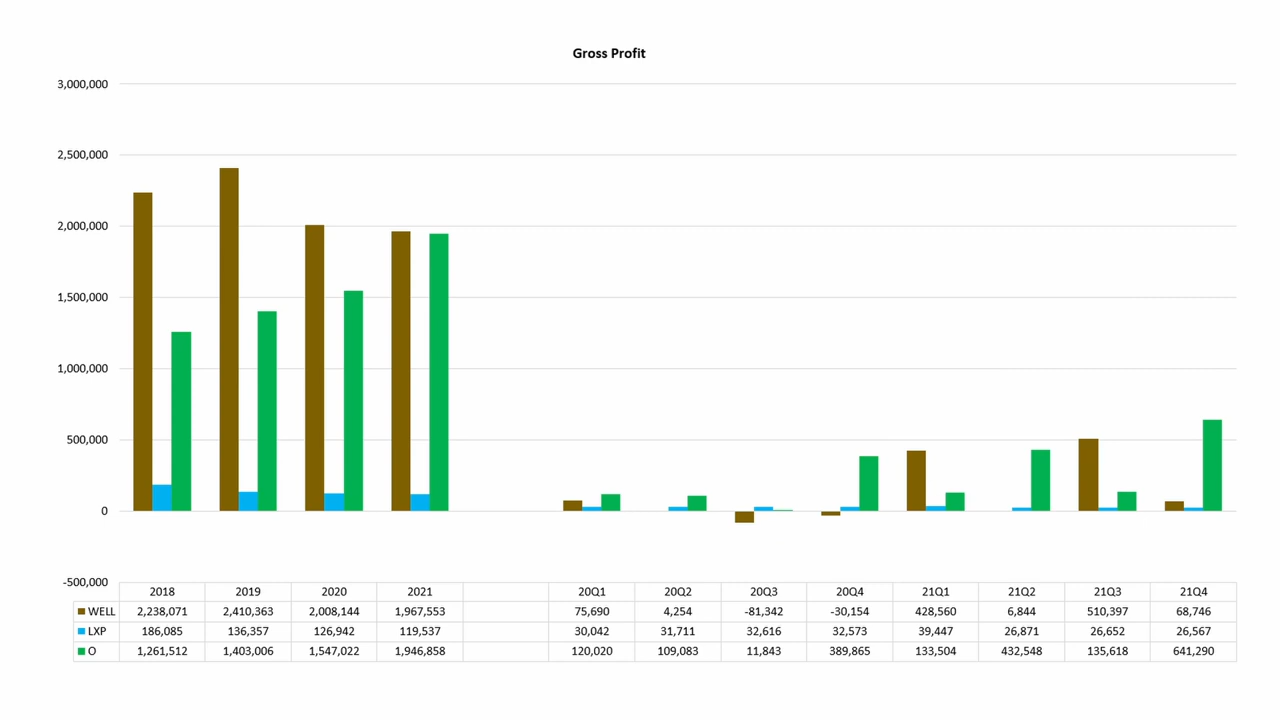 Gross Profit
3,000,000
2,500,000
2,000,000
1,500,000
1,000,000
500,000
0
-500,000
2018 2019 2020 2021 20Q1 20Q2 20Q3 20Q4 21Q1 21Q2 21Q3 21Q4
WELL 2,238,071 2,410,363 2,008,144 1,967,553 75,690 4,254 -81,342 -30,154 428,560 6,844 510,397 68,746
LXP 186,085 136,357 126,942 119,537 30,042 31,711 32,616 32,573 39,447 26,871 26,652 26,567
O 1,261,512 1,403,006 1,547,022 1,946,858 120,020 109,083 11,843 389,865 133,504 432,548 135,618 641,290